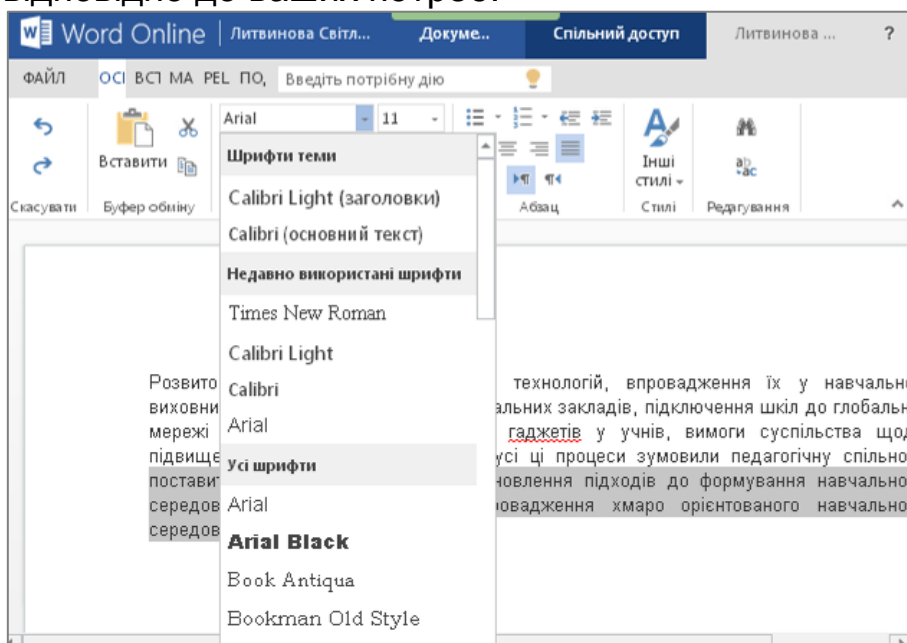 відповідно до ваших потреб.
Word Online | Литвинова Світл... Докуме... Спільний доступ Литвинова ... ?
ФАЙЛ ОСІ ВСТ МА РЕL ПО, Введіть потрібну дію
Arial 11
Вставити
Інші
стилі
Скасувати Буфер обміну Абзац Стилі Редагування
Шрифти теми
Calibri Light (заголовки)
Calibri (основний текст)
Недавно використані шрифти
Times New Roman
Calibri Light
Calibri
Arial
Усі шрифти
Arial
Arial Black
Book Antiqua
Bookman Old Style
Розвито технологій, впровадження їх у навчальн
виховни альних закладів, підключення шкіл до глобальн
мережі гаджетів у учнів, вимоги суспільства щод
підвище усі ці процеси зумовили педагогічну спільно
постави новлення підходів до формування навчально
середов овадження хмаро орієнтованого навчально
середов